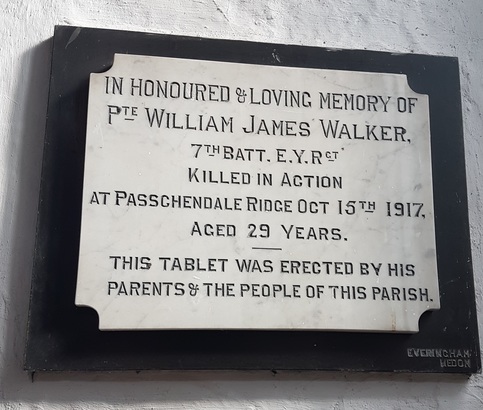 IN HONOURED & LOVING MEMORY OF
PTE WILLIAM JAMES WALKER,
7TH BATT. E.Y. RGT
KILLED IN ACTION
AT PASSCHENDALE RIDGE OCT 15TH 1917,
AGED 29 YEARS.
THIS TABLET WAS ERECTED BY HIS
PARENTS & THE PEOPLE OF THIS PARISH.
EVERINGHAM
HEDON